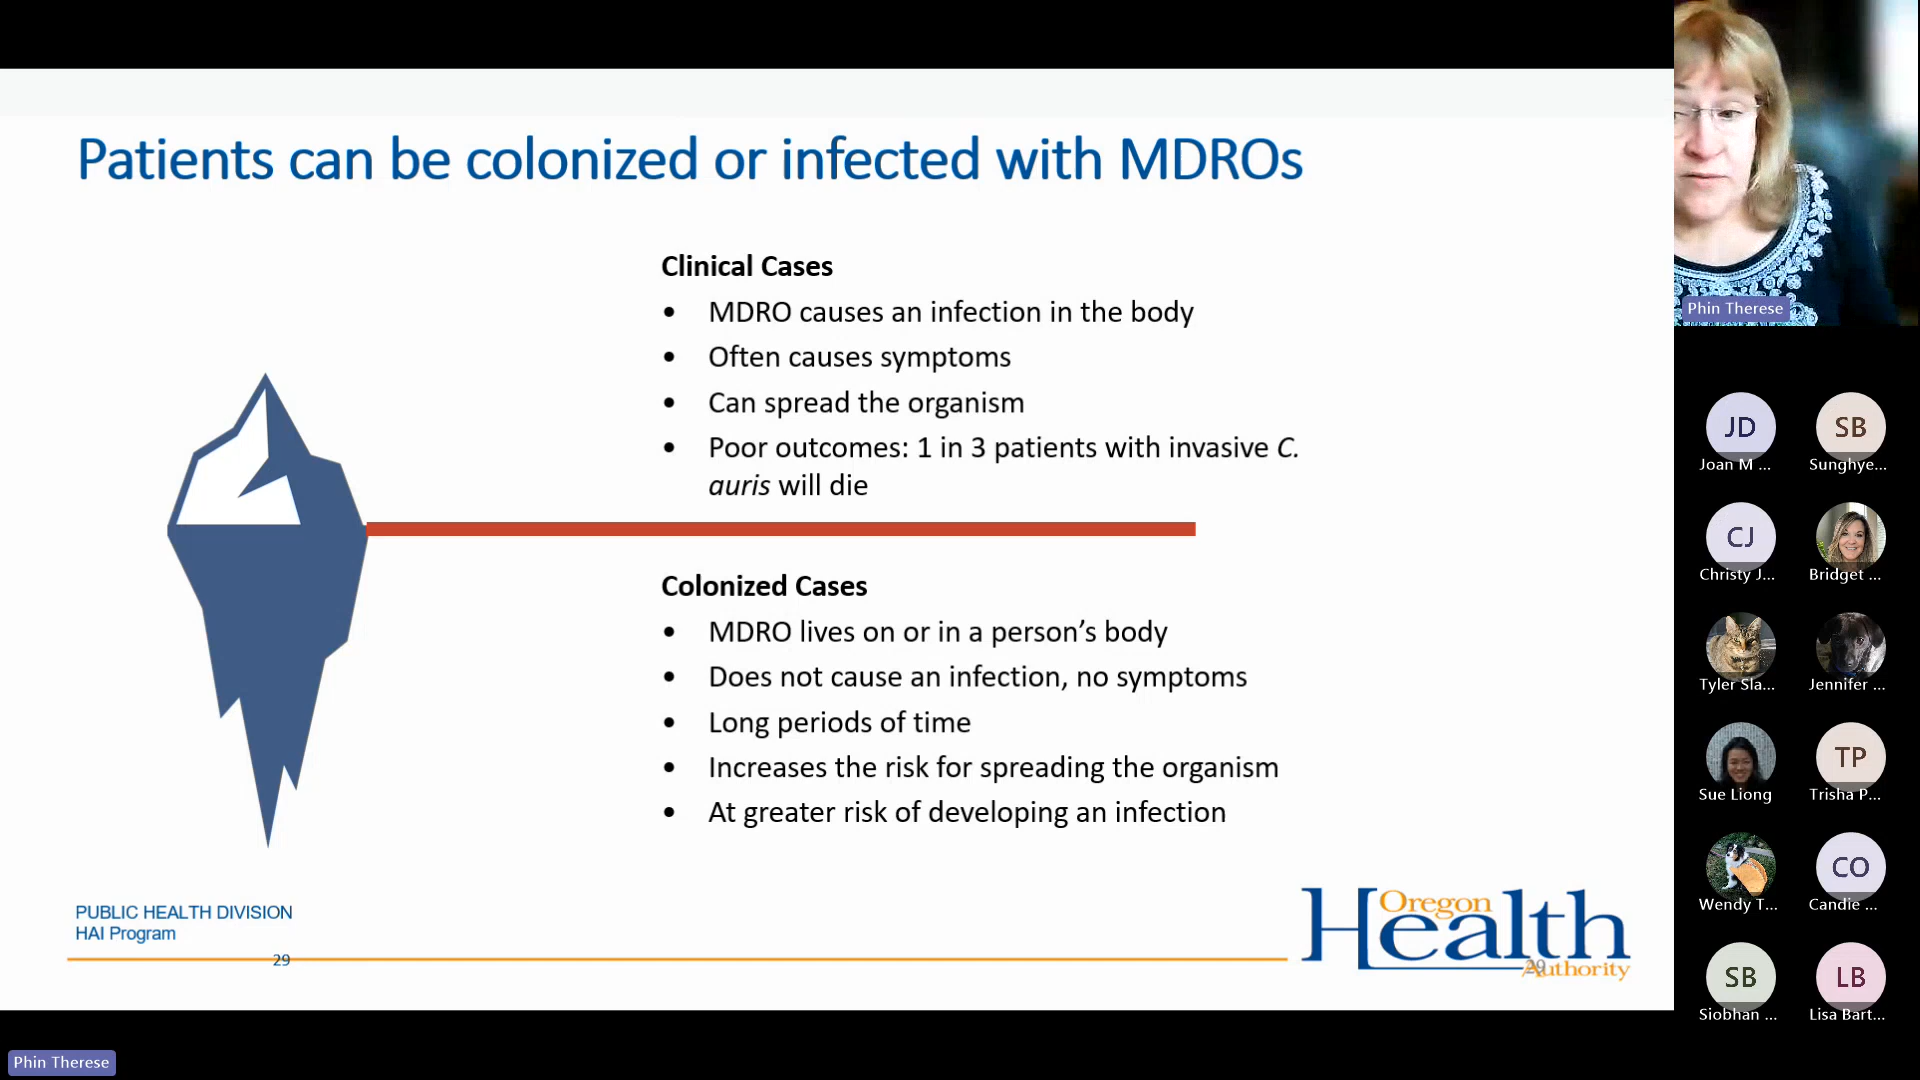 Patients can be colonized or infected with MDROs
Clinical Cases
• MDRO causes an infection in the body
• Often causes symptoms
• Can spread the organism
• Poor outcomes: 1 in 3 patients with invasive C.
auris will die
Colonized Cases
• MDRO lives on or in a person’s body
• Does not cause an infection, no symptoms
• Long periods of time
• Increases the risk for spreading the organism
• At greater risk of developing an infection
PUBLIC HEALTH DIVISION
HAI Program
29
Oregon
Health
Authority
29
Phin Therese
JD
Joan M ...
SB
Sunghye...
CJ
Christy J...
Bridget ...
Tyler Sla...
Jennifer ...
Sue Liong
TP
Trisha P...
Wendy T...
CO
Candie ...
SB
Siobhan ...
LB
Lisa Bart...
Phin Therese